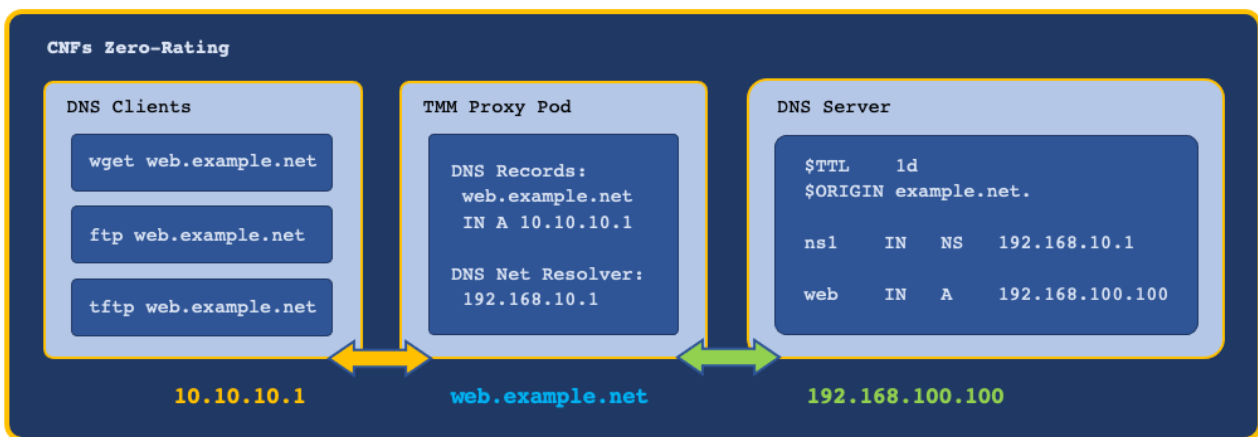 CNFs Zero-Rating
DNS Clients
wget web.example.net
ftp web.example.net
tftp web.example.net
TMM Proxy Pod
DNS Records:
web.example.net
IN A 10.10.10.1
DNS Net Resolver:
192.168.10.1
DNS Server
$TTL 1d
$ORIGIN example.net.
ns1 IN NS 192.168.10.1
web IN A 192.168.100.100
10.10.10.1
web.example.net
192.168.100.100